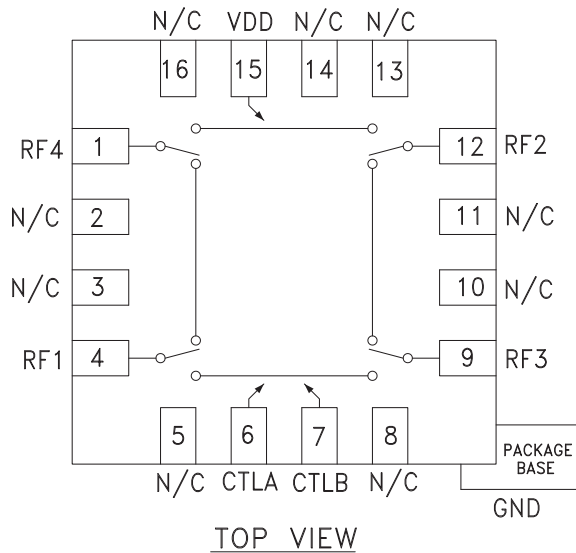 N/C VDD N/C N/C
16 15 14 13
RF4 1 12 RF2
N/C 2 11 N/C
N/C 3 10 N/C
RF1 4 9 RF3
5 6 7 8
N/C CTLA CTLB N/C
PACKAGE
BASE
GND
TOP VIEW